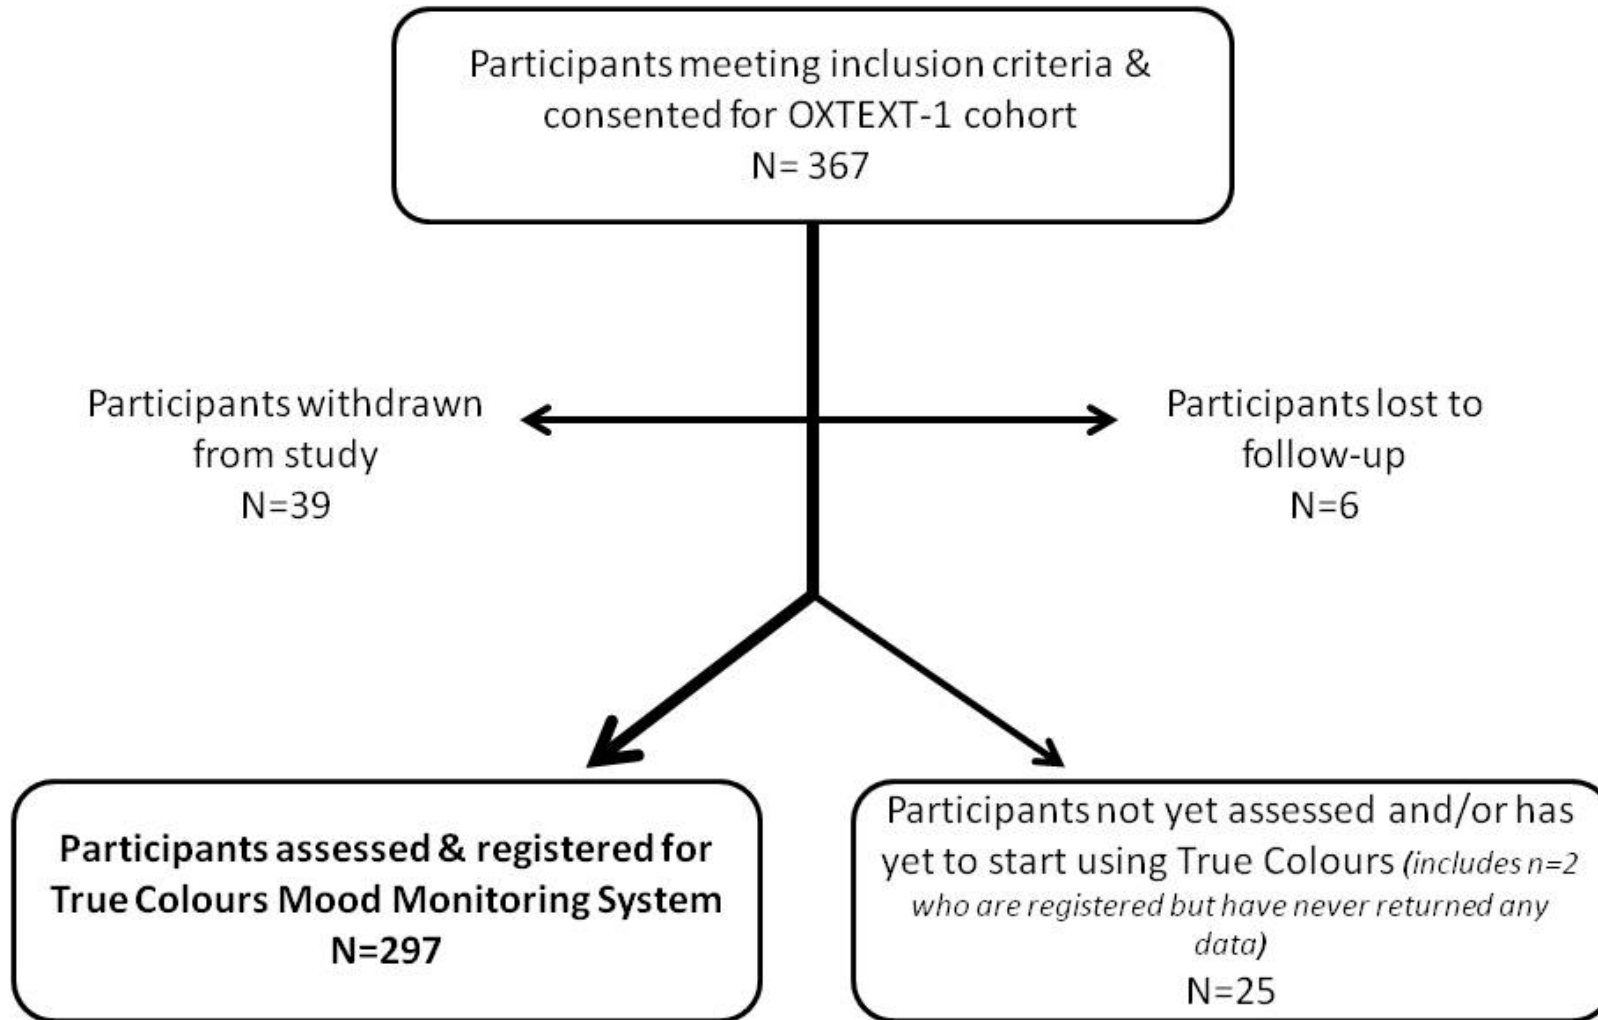 Participants meeting inclusion criteria &
consented for OXTEXT-1 cohort
N= 367
Participants withdrawn
from study
N=39
Participants lost to
follow-up
N=6
Participants assessed & registered for
True Colours Mood Monitoring System
N=297
Participants not yet assessed and/or has
yet to start using True Colours (includes n=2
who are registered but have never returned any
data)
N=25